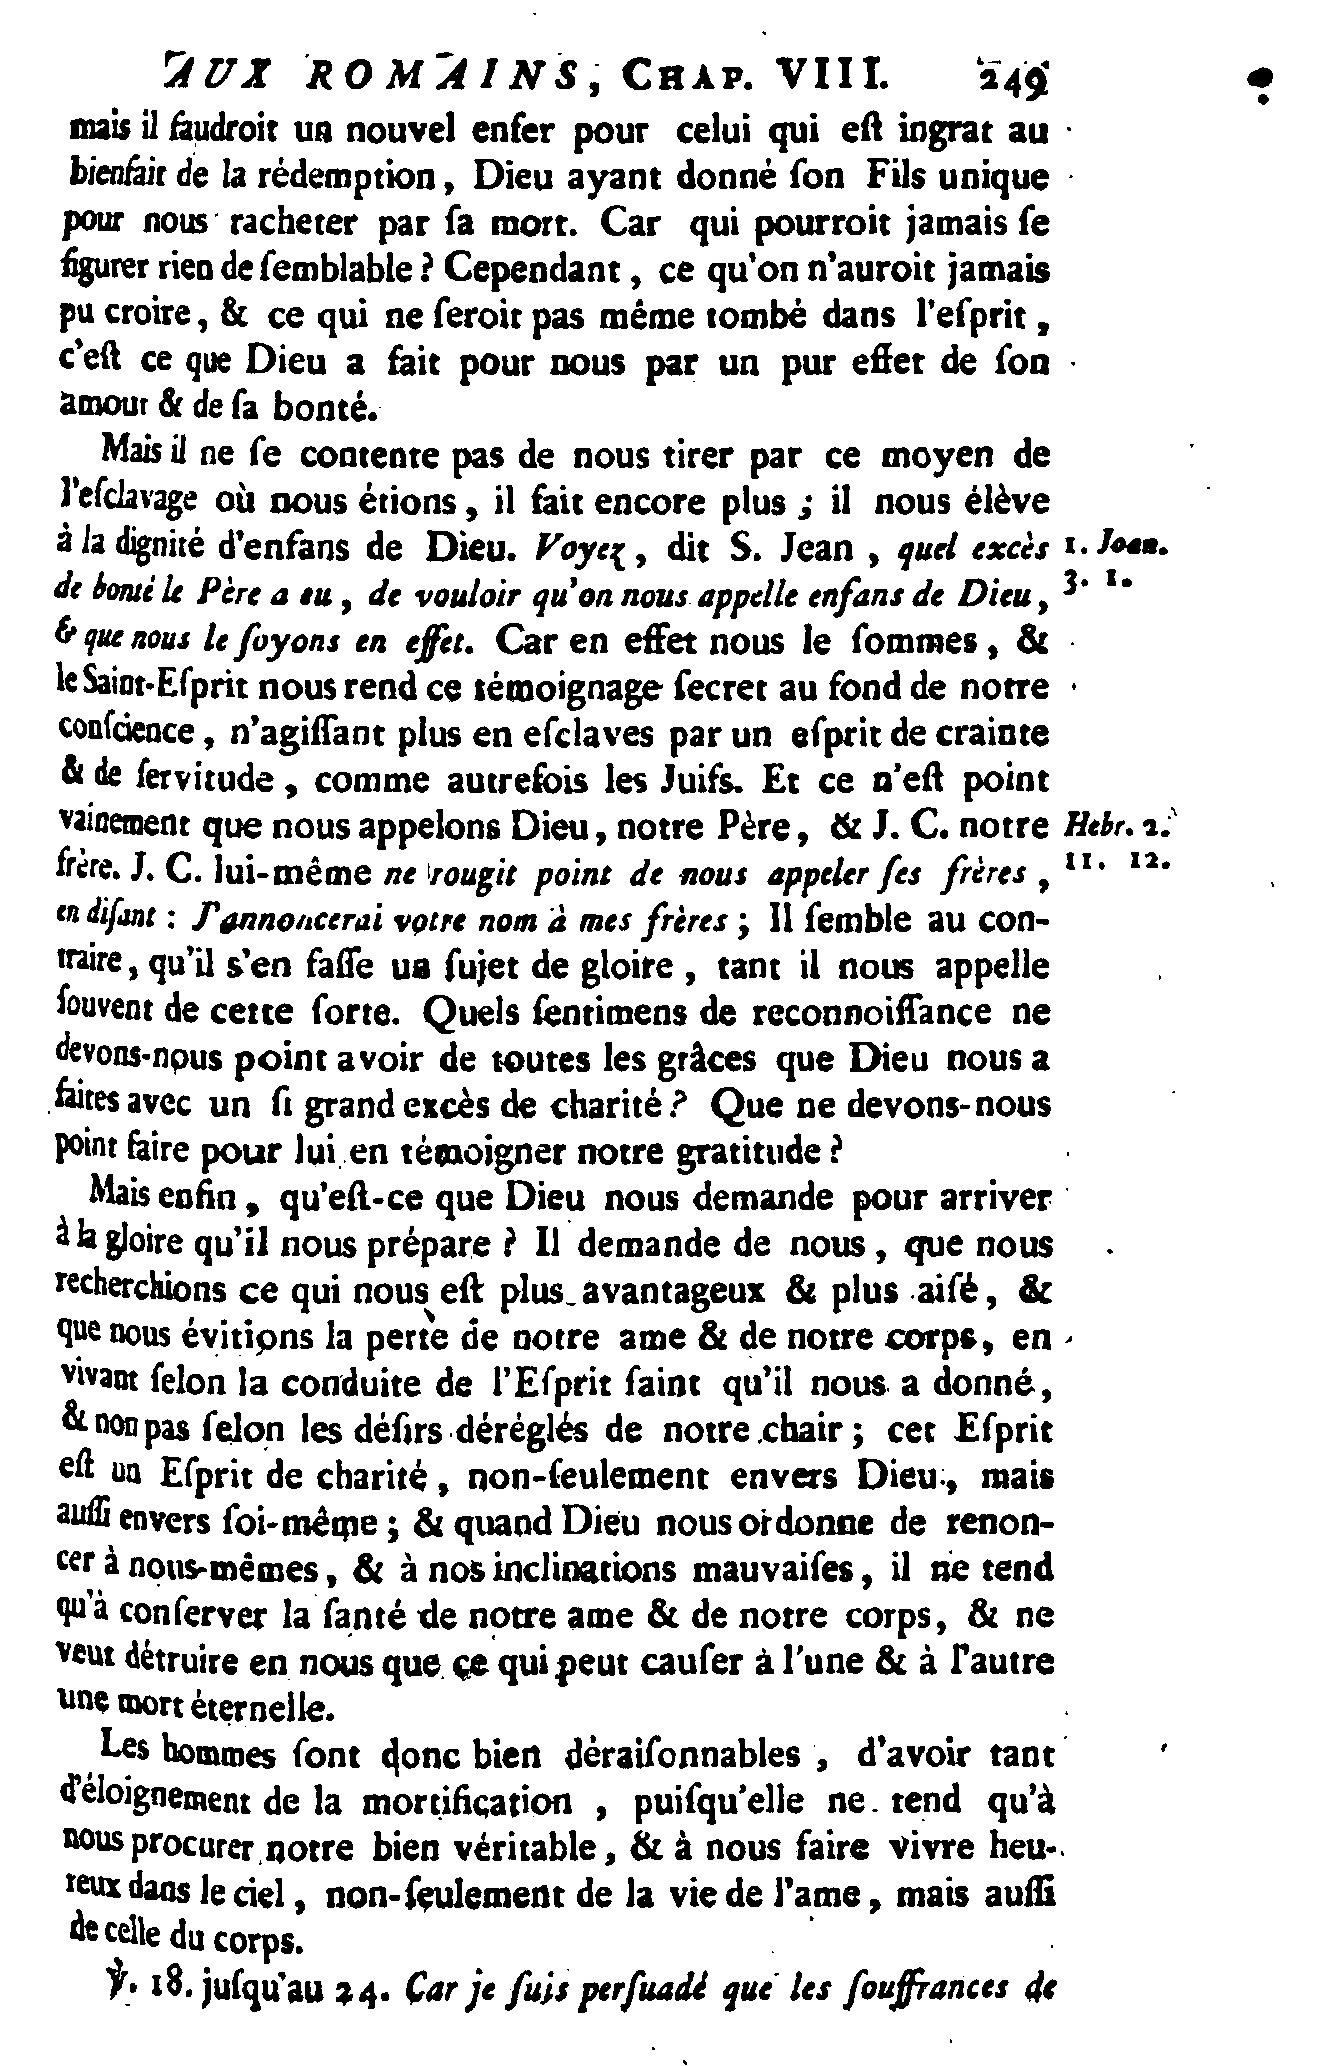 AUX ROMAINS, CHAP. VIII. 249
mais il faudroit un nouvel enfer pour celui qui eſt ingrat au
bienfait de la rédemption, Dieu ayant donné ſon Fils unique
pour nous racheter par ſa mort. Car qui pourroit jamais ſe
figurer rien de ſemblable ? Cependant, ce qu'on n'auroit jamais
pu croire, & ce qui ne ſeroit pas même tombé dans l'eſprit,
c'eſt ce que Dieu a fait pour nous par un pur effet de ſon
amour & de ſa bonté.
Mais il ne ſe contente pas de nous tirer par ce moyen de
l'eſclavage où nous étions, il fait encore plus ; il nous élève
à la dignité d'enfans de Dieu. Voyez, dit S. Jean, quel excès 1. Joan.
de bonté le Père a eu, de vouloir qu'on nous appelle enfans de Dieu, 3. 1.
& que nous le ſoyons en effet. Car en effet nous le ſommes, &
le Saint-Eſprit nous rend ce témoignage ſecret au fond de notre
conſcience, n'agiſſant plus en eſclaves par un eſprit de crainte
& de ſervitude, comme autrefois les Juifs. Et ce n'eſt point
vainement que nous appelons Dieu, notre Père, & J. C. notre Hebr. 2.
frère. J. C. lui-même ne rougit point de nous appeler ſes frères, 11. 12.
en diſant : J'annoncerai votre nom à mes frères ; Il ſemble au con-
traire, qu'il s'en faſſe un ſujet de gloire, tant il nous appelle
ſouvent de cette ſorte. Quels ſentimens de reconnoiſſance ne
devons-nous point avoir de toutes les grâces que Dieu nous a
faites avec un ſi grand excès de charité ? Que ne devons-nous
point faire pour lui en témoigner notre gratitude ?
Mais enfin, qu'eſt-ce que Dieu nous demande pour arriver
à la gloire qu'il nous prépare ? Il demande de nous, que nous
recherchions ce qui nous eſt plus avantageux & plus aiſé, &
que nous évitions la perte de notre ame & de notre corps, en
vivant ſelon la conduite de l'Eſprit ſaint qu'il nous a donné,
& non pas ſelon les déſirs déréglés de notre chair ; cet Eſprit
eſt un Eſprit de charité, non-ſeulement envers Dieu, mais
auſſi envers ſoi-même ; & quand Dieu nous ordonne de renon-
cer à nous-mêmes, & à nos inclinations mauvaiſes, il ne tend
qu'à conſerver la ſanté de notre ame & de notre corps, & ne
veut détruire en nous que ce qui peut cauſer à l'une & à l'autre
une mort éternelle.
Les hommes ſont donc bien déraiſonnables, d'avoir tant
d'éloignement de la mortification, puiſqu'elle ne tend qu'à
nous procurer notre bien véritable, & à nous faire vivre heu-
reux dans le ciel, non-ſeulement de la vie de l'ame, mais auſſi
de celle du corps.
℣. 18. juſqu'au 24. Car je ſuis perſuadé que les ſouffrances de